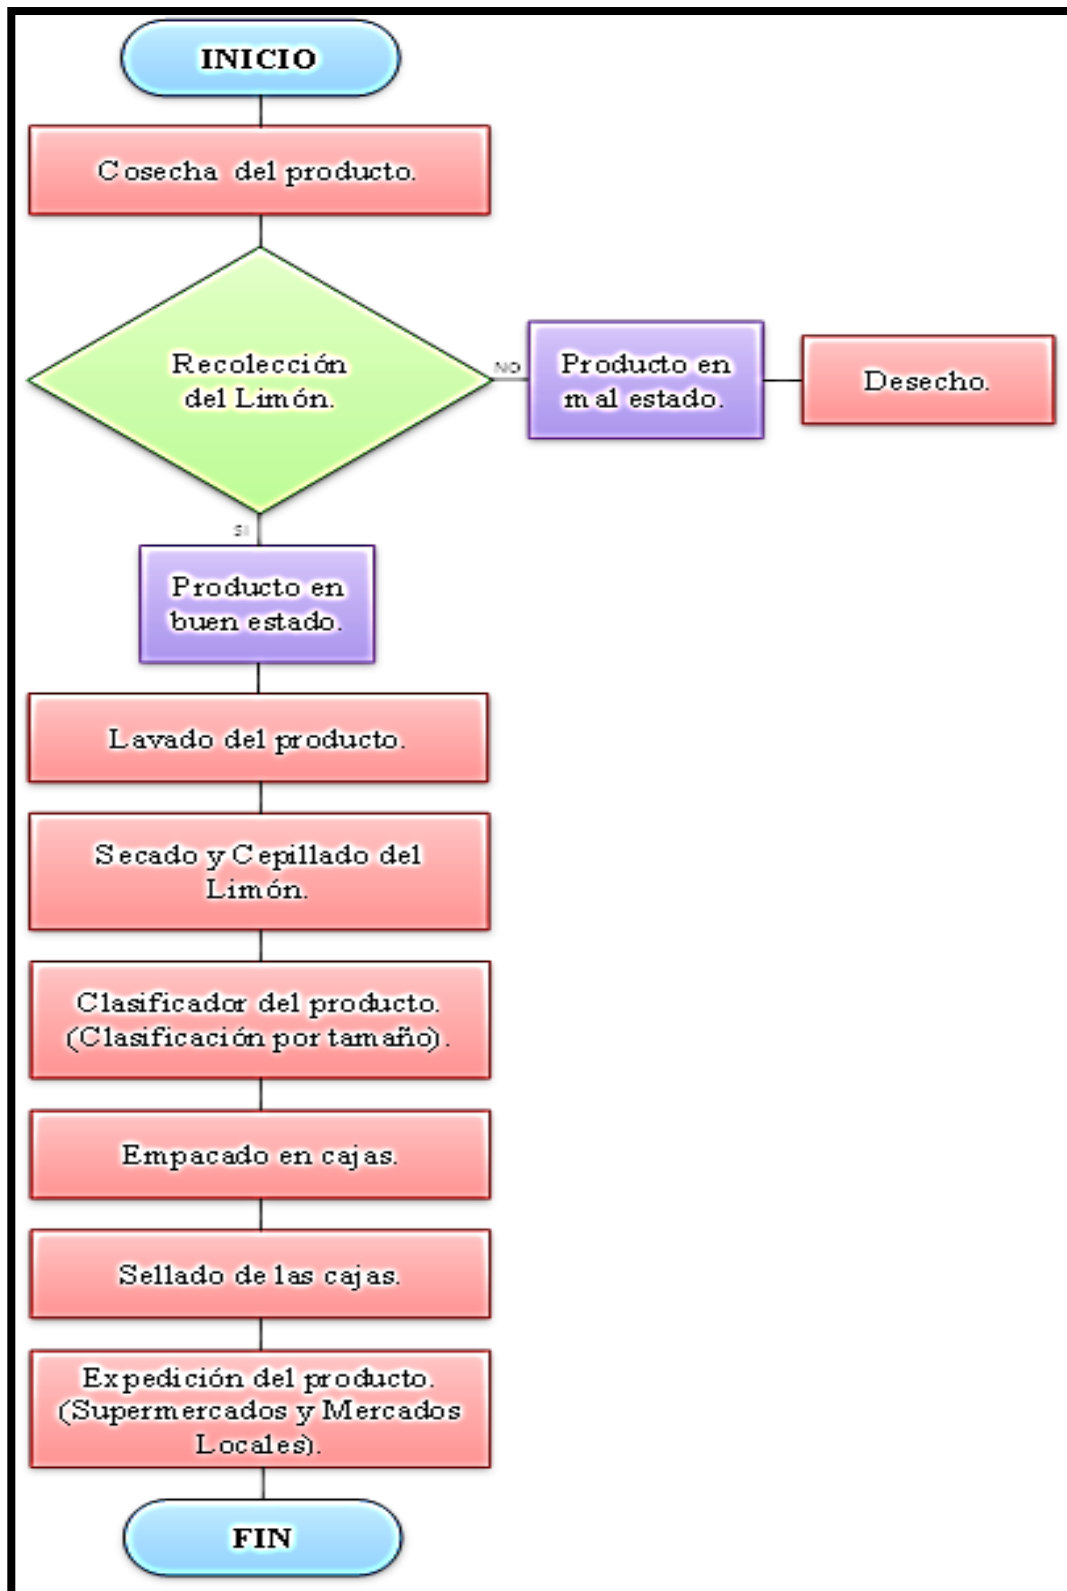 INICIO
Cosecha del producto.
Recolección
del Limón.
NO
Producto en
mal estado.
Desecho.
SI
Producto en
buen estado.
Lavado del producto.
Secado y Cepillado del
Limón.
Clasificador del producto.
(Clasificación por tamaño).
Empacado en cajas.
Sellado de las cajas.
Expedición del producto.
(Supermercados y Mercados
Locales).
FIN